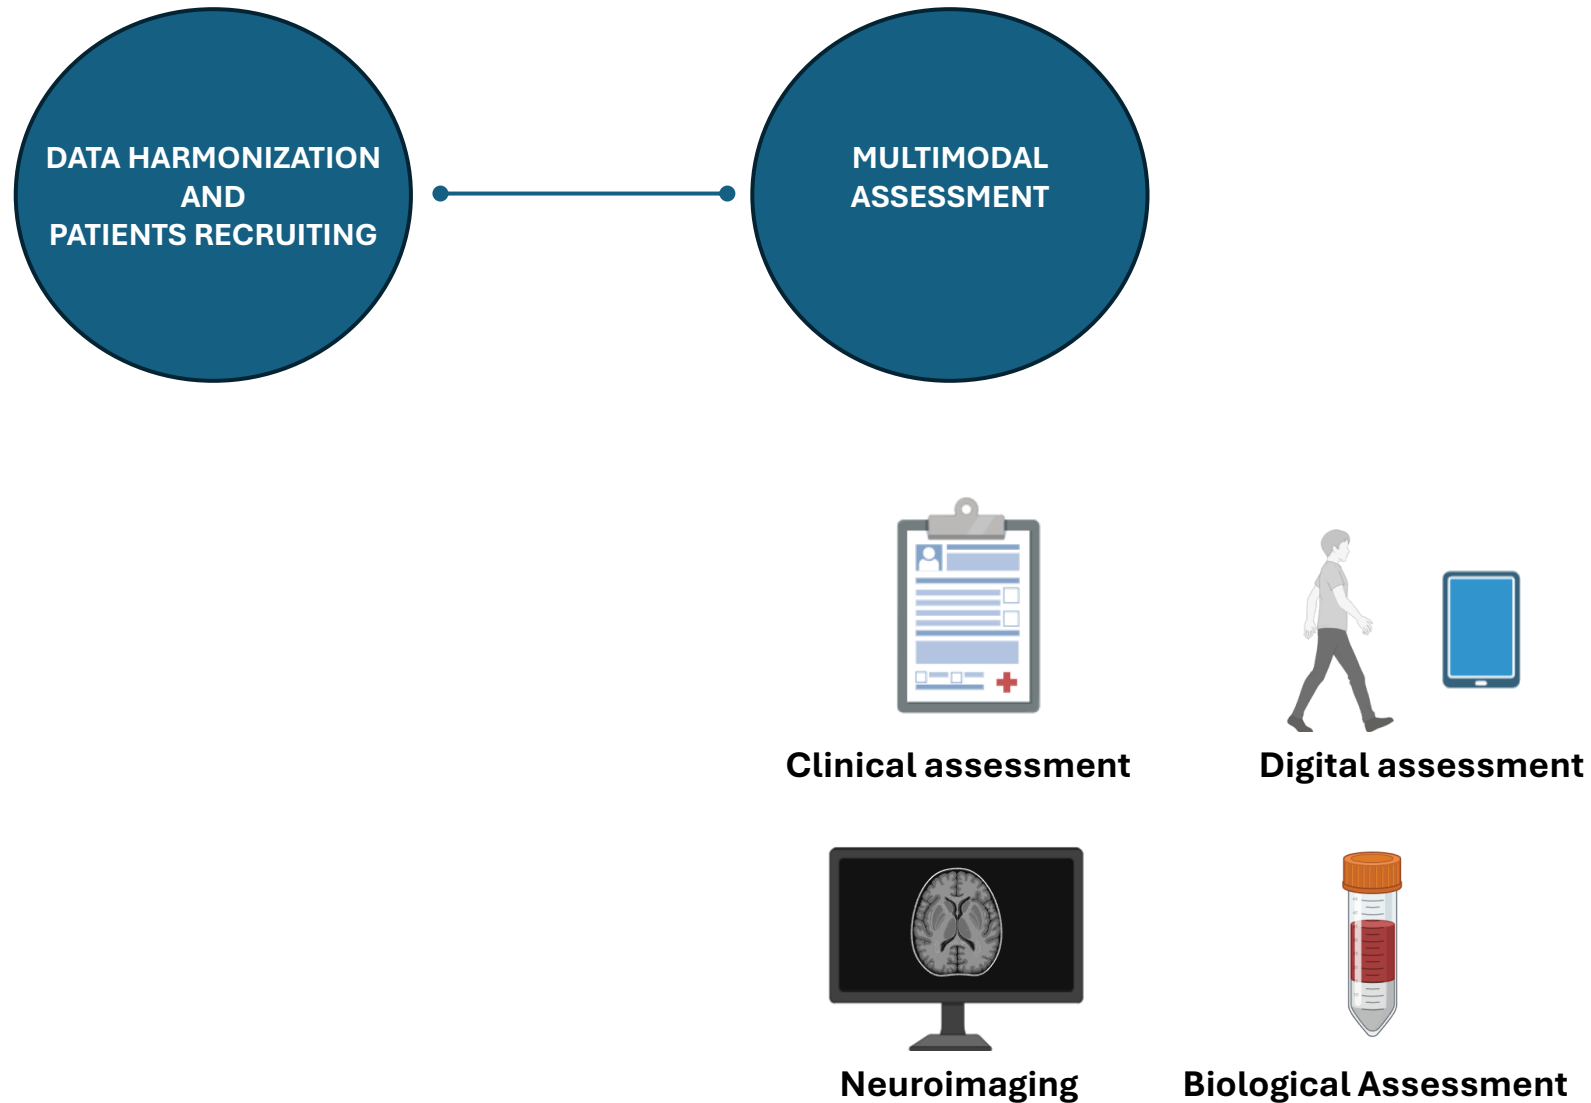 DATA HARMONIZATION
AND
PATIENTS RECRUITING
MULTIMODAL
ASSESSMENT
Clinical assessment
Digital assessment
Neuroimaging
Biological Assessment